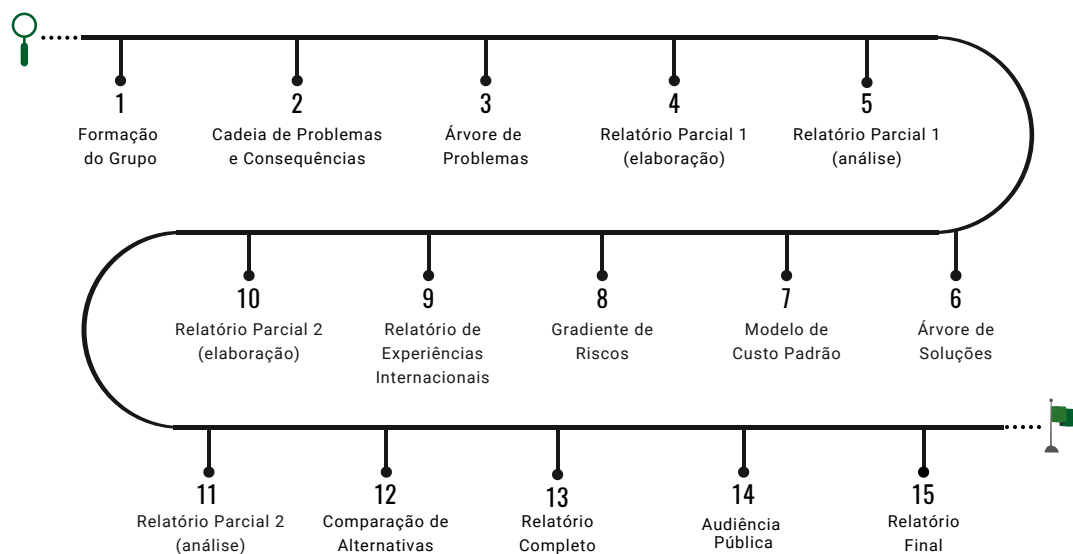 1
Formação
do Grupo
2
Cadeia de Problemas
e Consequências
3
Árvore de
Problemas
4
Relatório Parcial 1
(elaboração)
5
Relatório Parcial 1
(análise)
6
Árvore de
Soluções
7
Modelo de
Custo Padrão
8
Gradiente de
Riscos
9
Relatório de
Experiências
Internacionais
10
Relatório Parcial 2
(elaboração)
11
Relatório Parcial 2
(análise)
12
Comparação de
Alternativas
13
Relatório
Completo
14
Audiência
Pública
15
Relatório
Final